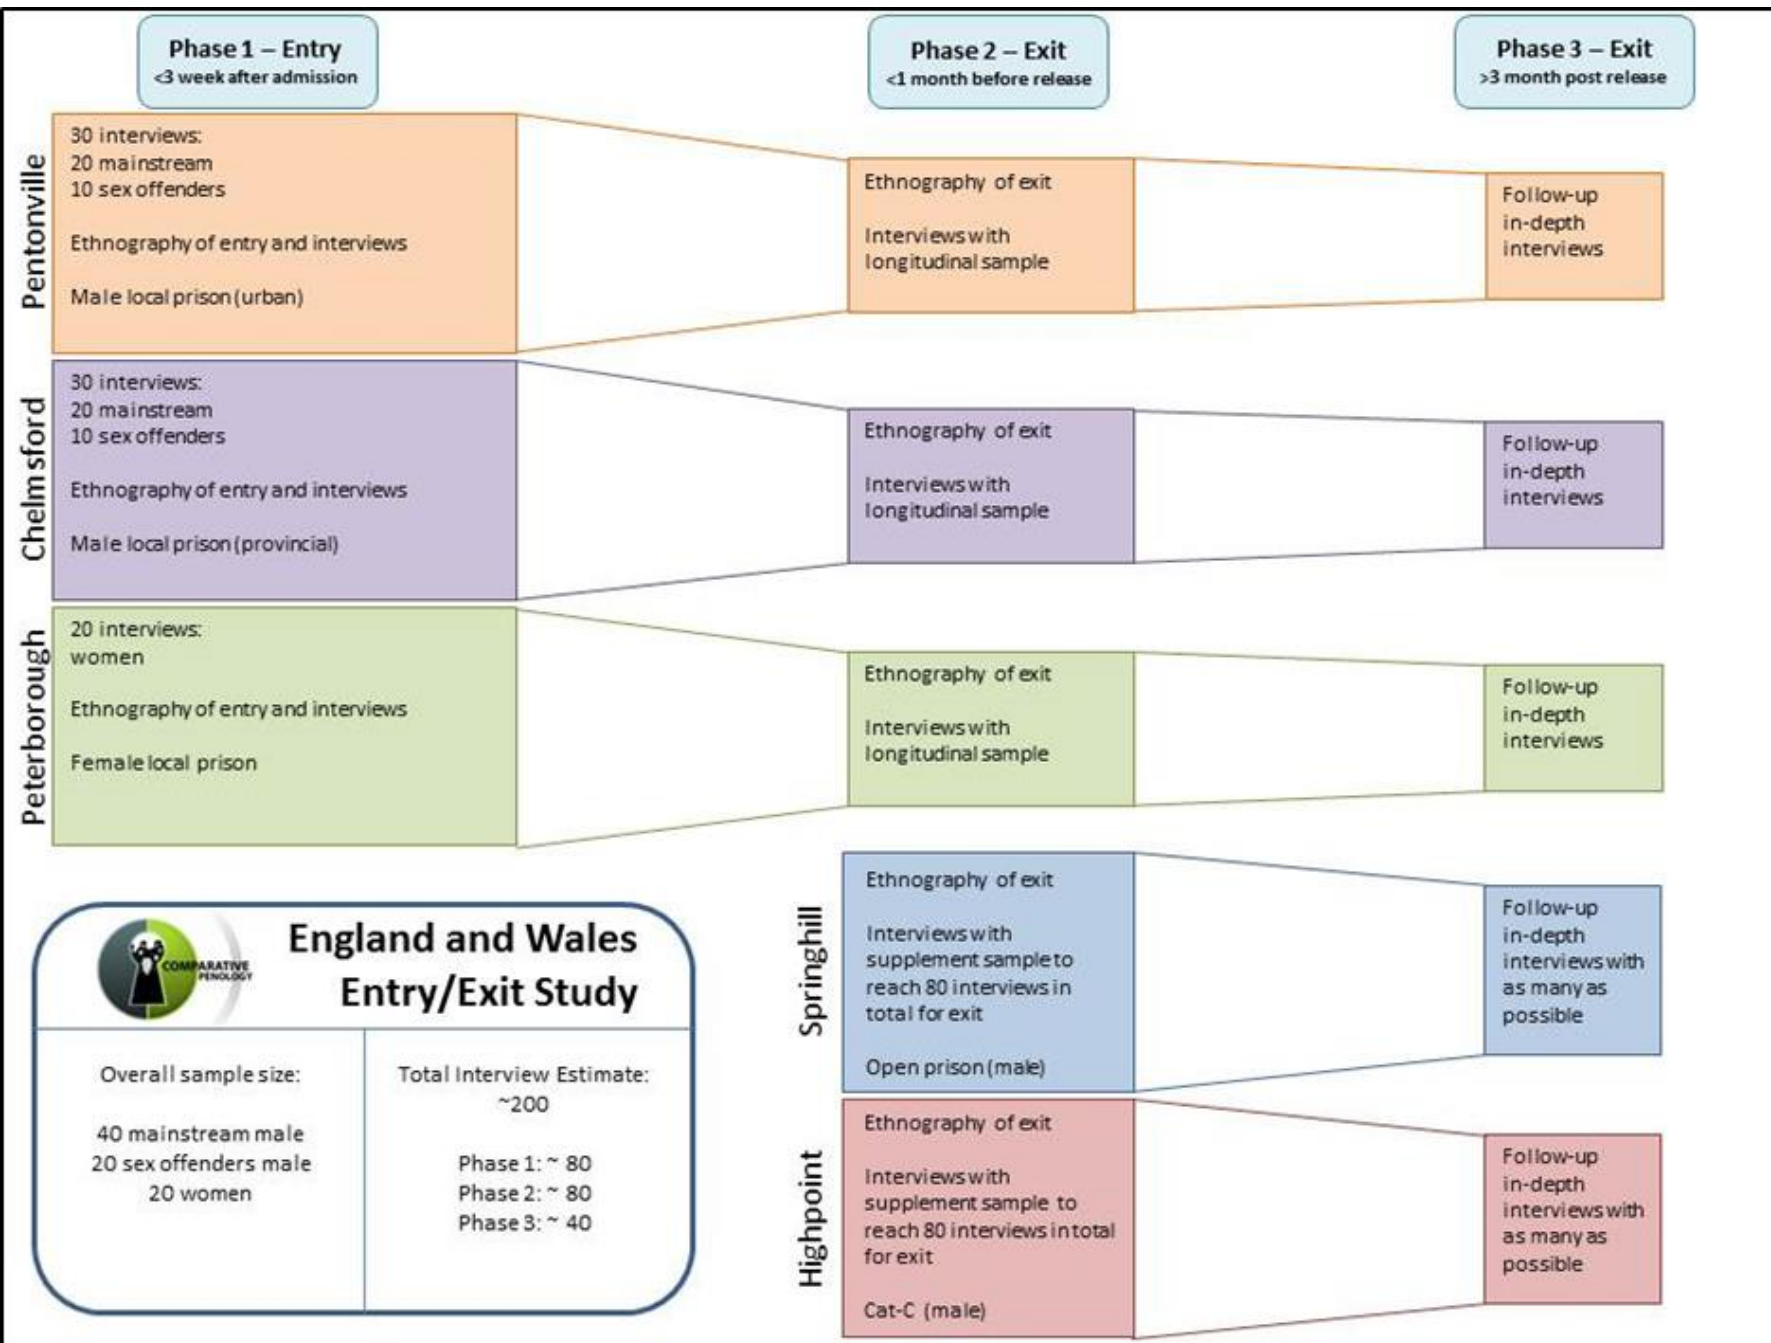 Phase 1 – Entry
<3 week after admission
Phase 2 – Exit
<1 month before release
Phase 3 – Exit
>3 month post release
Pentonville
30 interviews:
20 mainstream
10 sex offenders
Ethnography of entry and interviews
Male local prison (urban)
Ethnography of exit
Interviews with
longitudinal sample
Follow-up
in-depth
interviews
Chelmsford
30 interviews:
20 mainstream
10 sex offenders
Ethnography of entry and interviews
Male local prison (provincial)
Ethnography of exit
Interviews with
longitudinal sample
Follow-up
in-depth
interviews
Peterborough
20 interviews:
women
Ethnography of entry and interviews
Female local prison
Ethnography of exit
Interviews with
longitudinal sample
Follow-up
in-depth
interviews
Springhill
Ethnography of exit
Interviews with
supplement sample to
reach 80 interviews in
total for exit
Open prison (male)
Follow-up
in-depth
interviews with
as many as
possible
Highpoint
Ethnography of exit
Interviews with
supplement sample to
reach 80 interviews in total
for exit
Cat-C (male)
Follow-up
in-depth
interviews with
as many as
possible
COMPARATIVE
PENOLOGY
England and Wales
Entry/Exit Study
Overall sample size:
40 mainstream male
20 sex offenders male
20 women
Total Interview Estimate:
~200
Phase 1: ~ 80
Phase 2: ~ 80
Phase 3: ~ 40